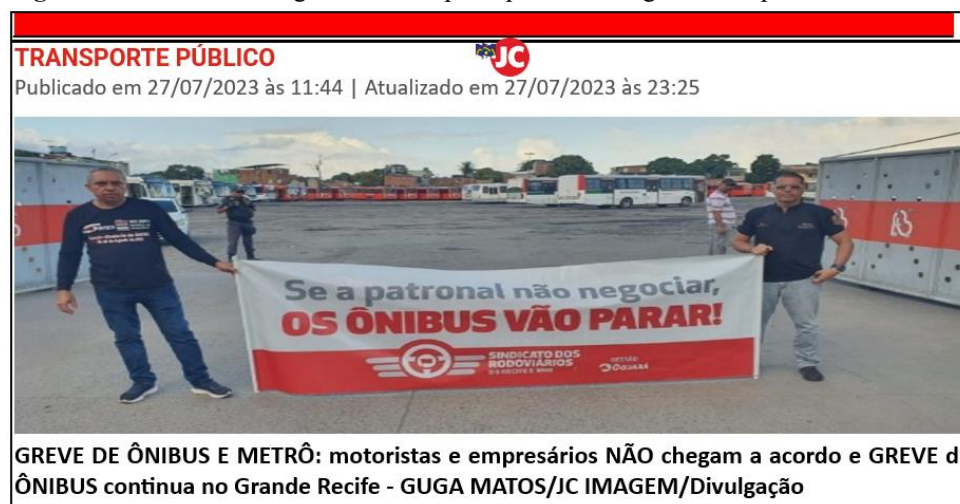 TRANSPORTE PÚBLICO
JC
Publicado em 27/07/2023 às 11:44 | Atualizado em 27/07/2023 às 23:25
Se a patronal não negociar,
OS ÔNIBUS VÃO PARAR!
SINDICATO DOS
RODOVIÁRIOS
GREVE DE ÔNIBUS E METRÔ: motoristas e empresários NÃO chegam a acordo e GREVE d
ÔNIBUS continua no Grande Recife - GUGA MATOS/JC IMAGEM/Divulgação